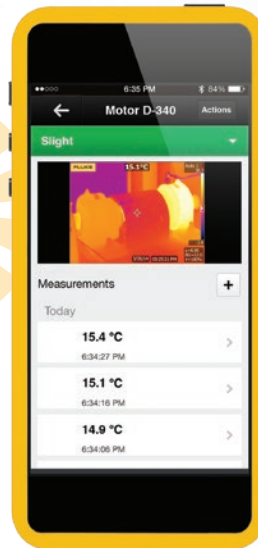 6:35 PM
84%
Motor D-340
Actions
Slight
FLUKE
15.1°C
Measurements
+
Today
15.4 °C
6:34:27 PM
15.1 °C
6:34:16 PM
14.9 °C
6:34:06 PM